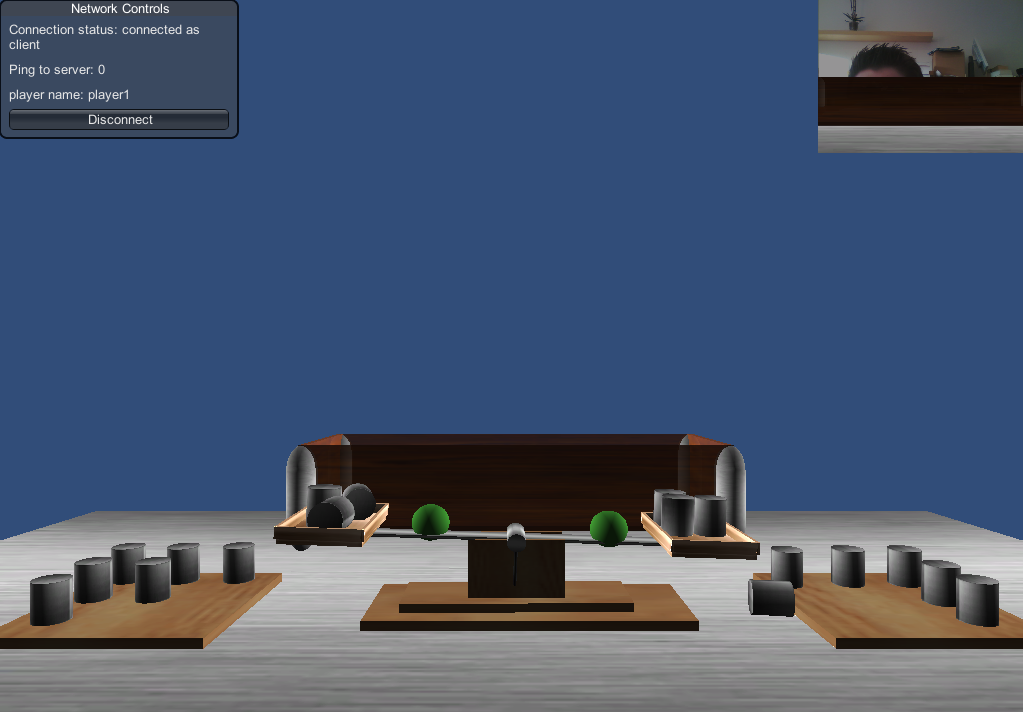 Network Controls
Connection status: connected as
client
Ping to server: 0
player name: player1
Disconnect